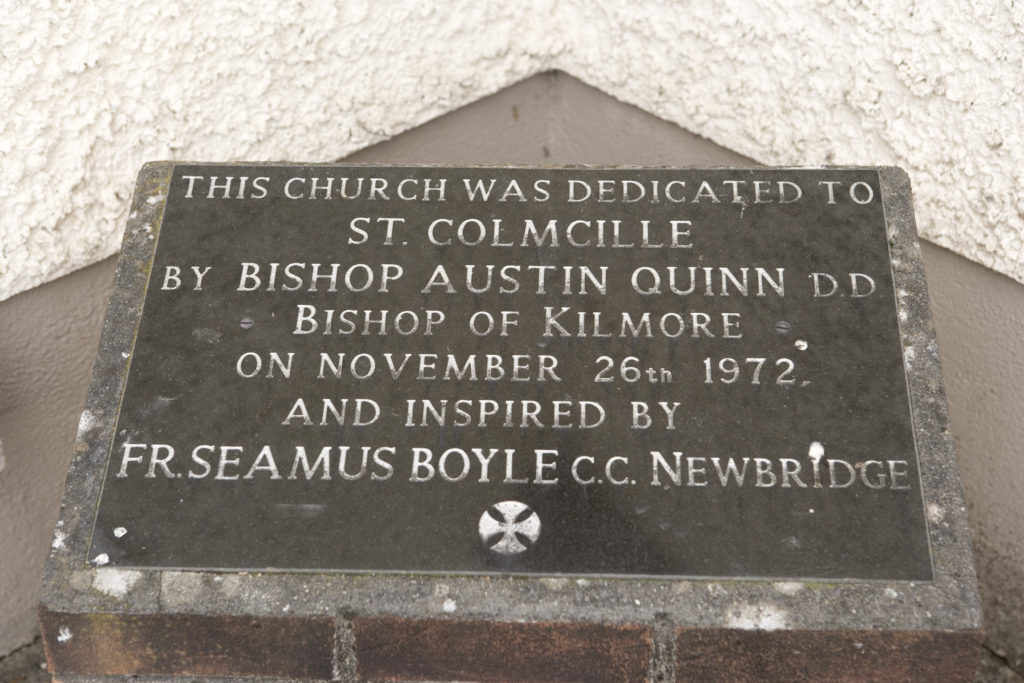 THIS CHURCH WAS DEDICATED TO
ST. COLMCILLE
BY BISHOP AUSTIN QUINN D.D.
BISHOP OF KILMORE
ON NOVEMBER 26th 1972,
AND INSPIRED BY
FR. SEAMUS BOYLE C.C. NEWBRIDGE